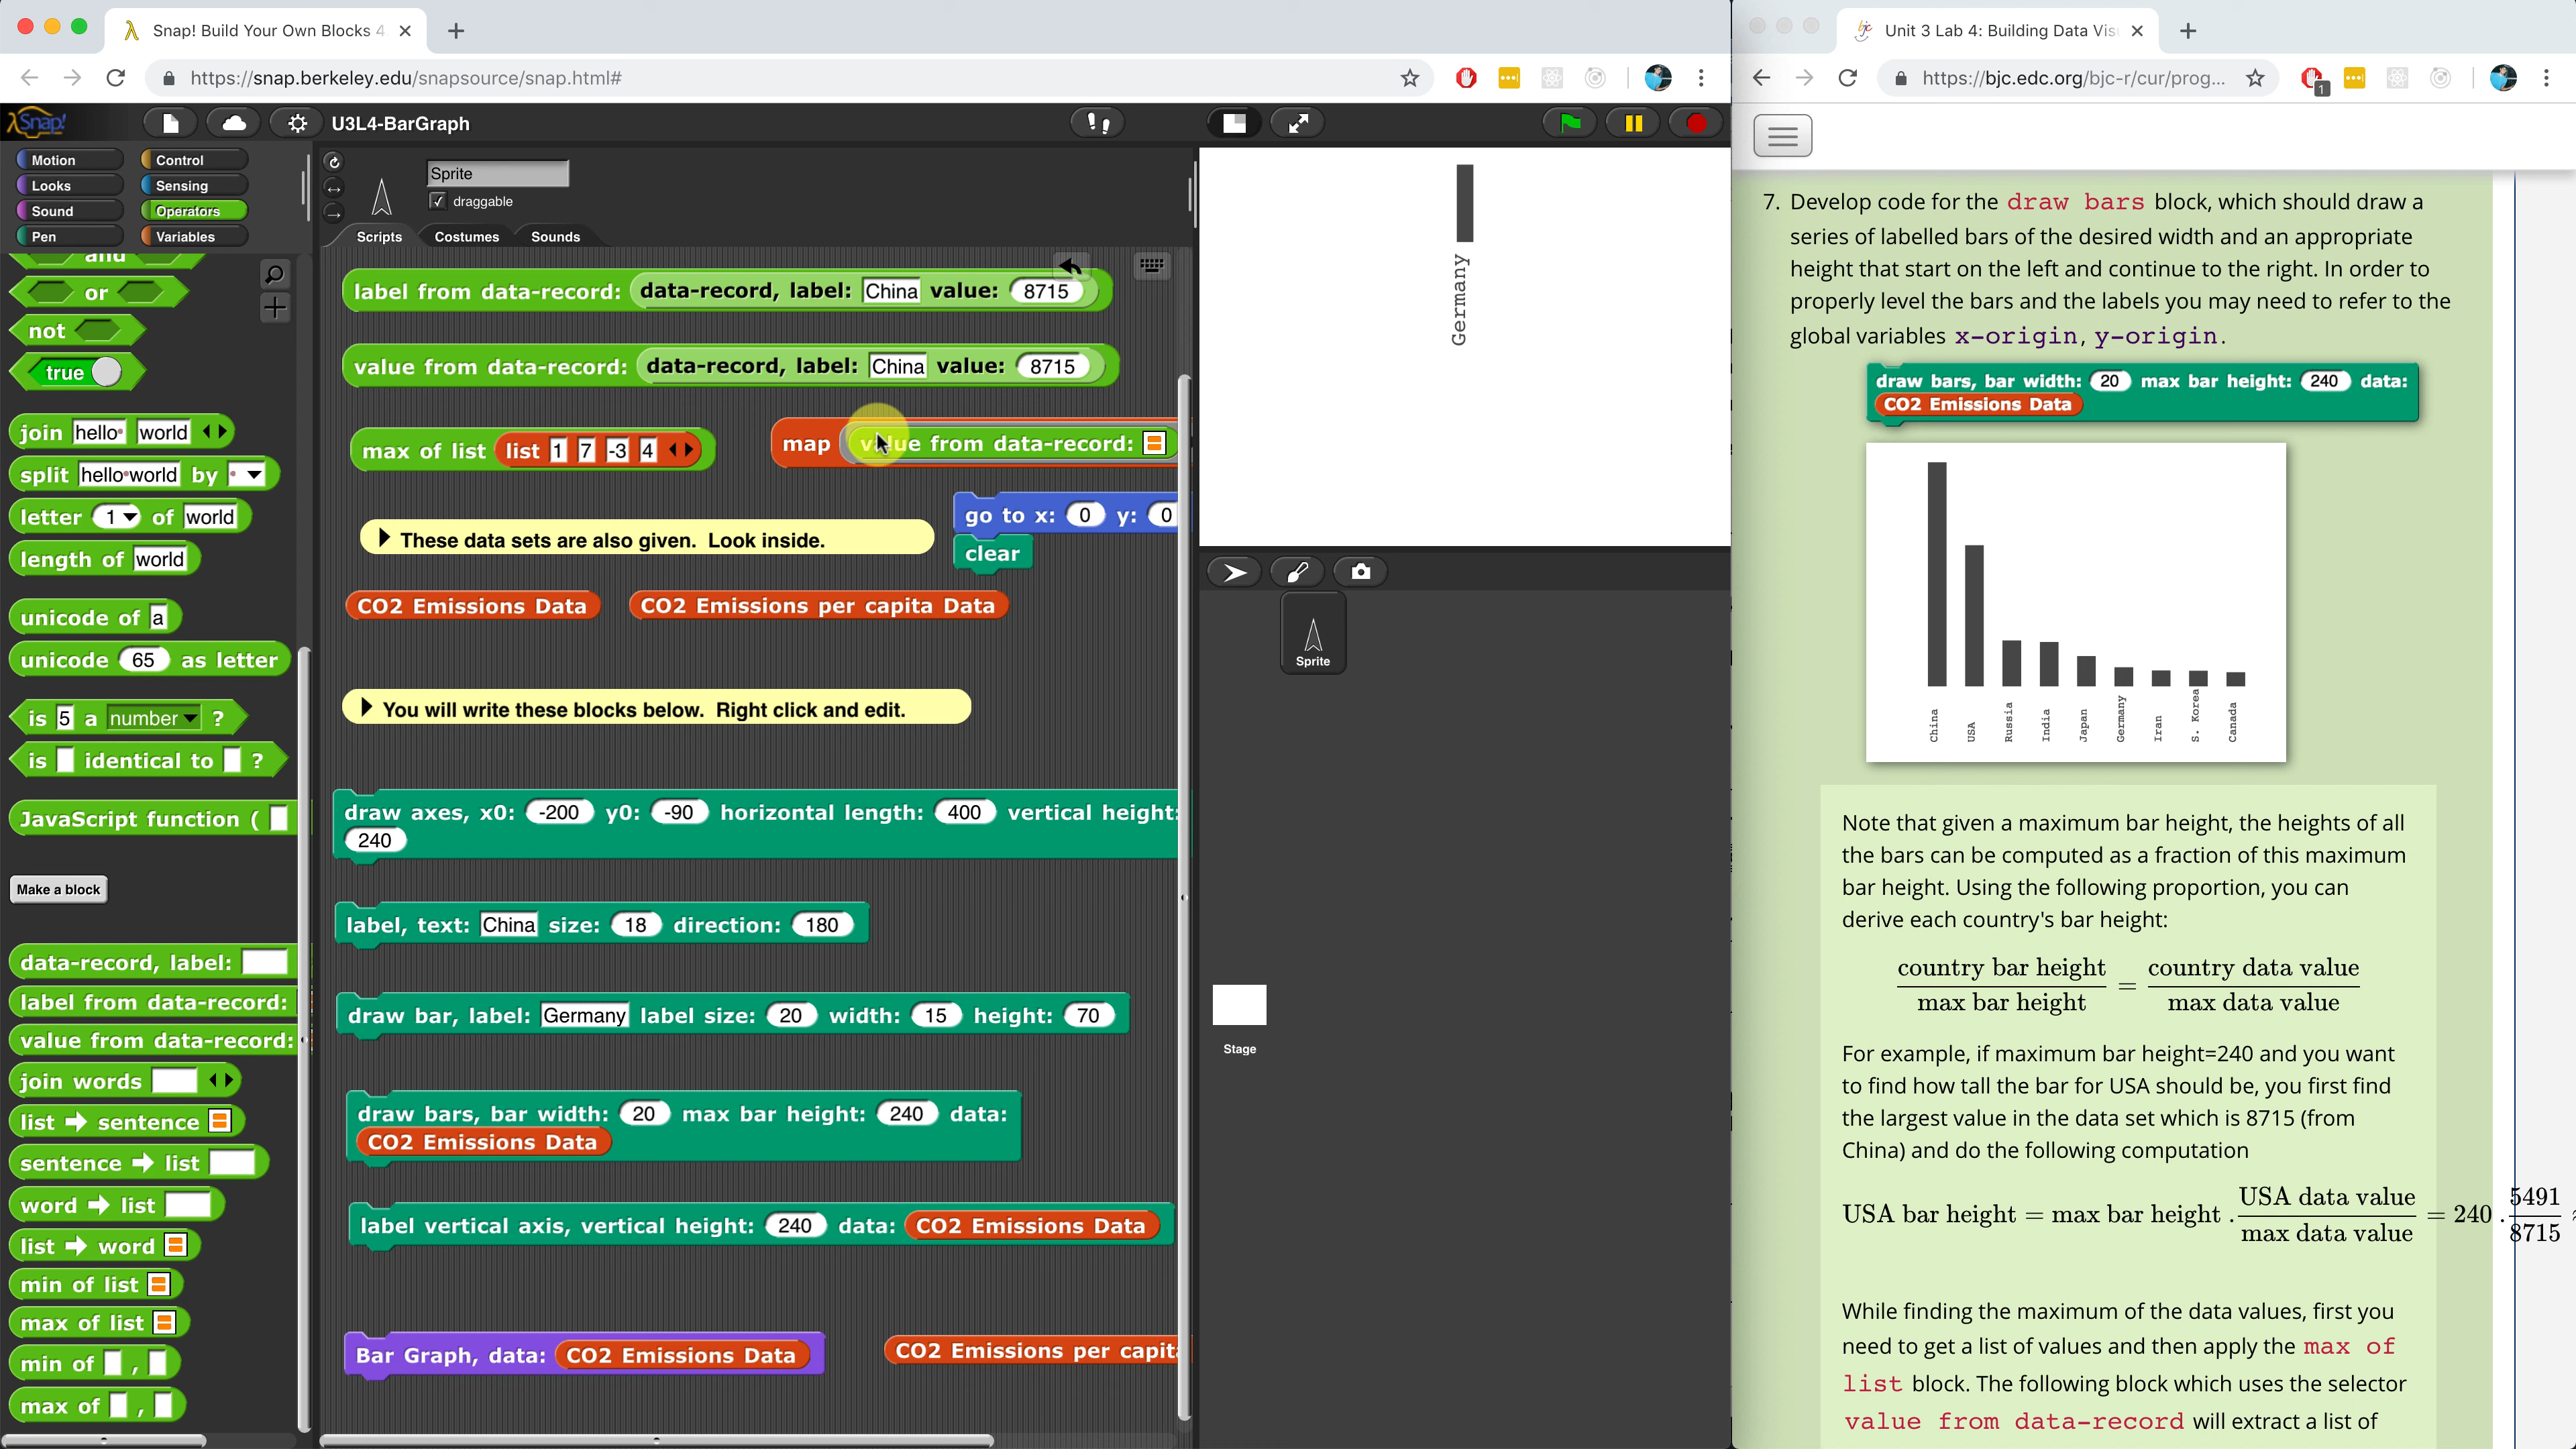 Snap! Build Your Own Blocks 4
https://snap.berkeley.edu/snapsource/snap.html#
Snap!
U3L4-BarGraph
Motion
Control
Looks
Sensing
Sound
Operators
Pen
Variables
Sprite
draggable
Scripts
Costumes
Sounds
and
or
not
true
join hello world
split hello world by
letter 1 of world
length of world
unicode of a
unicode 65 as letter
is 5 a number ?
is identical to ?
JavaScript function (
Make a block
data-record, label:
label from data-record:
value from data-record:
join words
list ➔ sentence
sentence ➔ list
word ➔ list
list ➔ word
min of list
max of list
min of ,
max of ,
label from data-record: data-record, label: China value: 8715
value from data-record: data-record, label: China value: 8715
max of list list 1 7 -3 4
map value from data-record:
These data sets are also given. Look inside.
go to x: 0 y: 0
clear
CO2 Emissions Data
CO2 Emissions per capita Data
You will write these blocks below. Right click and edit.
draw axes, x0: -200 y0: -90 horizontal length: 400 vertical height:
240
label, text: China size: 18 direction: 180
draw bar, label: Germany label size: 20 width: 15 height: 70
draw bars, bar width: 20 max bar height: 240 data:
CO2 Emissions Data
label vertical axis, vertical height: 240 data: CO2 Emissions Data
Bar Graph, data: CO2 Emissions Data
CO2 Emissions per capita
Germany
Sprite
Stage
bjc
Unit 3 Lab 4: Building Data Vis
https://bjc.edc.org/bjc-r/cur/prog...
1
7. Develop code for the draw bars block, which should draw a
series of labelled bars of the desired width and an appropriate
height that start on the left and continue to the right. In order to
properly level the bars and the labels you may need to refer to the
global variables x-origin, y-origin.
draw bars, bar width: 20 max bar height: 240 data:
CO2 Emissions Data
China
USA
Russia
India
Japan
Germany
Iran
S. Korea
Canada
Note that given a maximum bar height, the heights of all
the bars can be computed as a fraction of this maximum
bar height. Using the following proportion, you can
derive each country's bar height:
country bar height / max bar height = country data value / max data value
For example, if maximum bar height=240 and you want
to find how tall the bar for USA should be, you first find
the largest value in the data set which is 8715 (from
China) and do the following computation
USA bar height = max bar height . USA data value / max data value = 240 . 5491 / 8715
While finding the maximum of the data values, first you
need to get a list of values and then apply the max of
list block. The following block which uses the selector
value from data-record will extract a list of